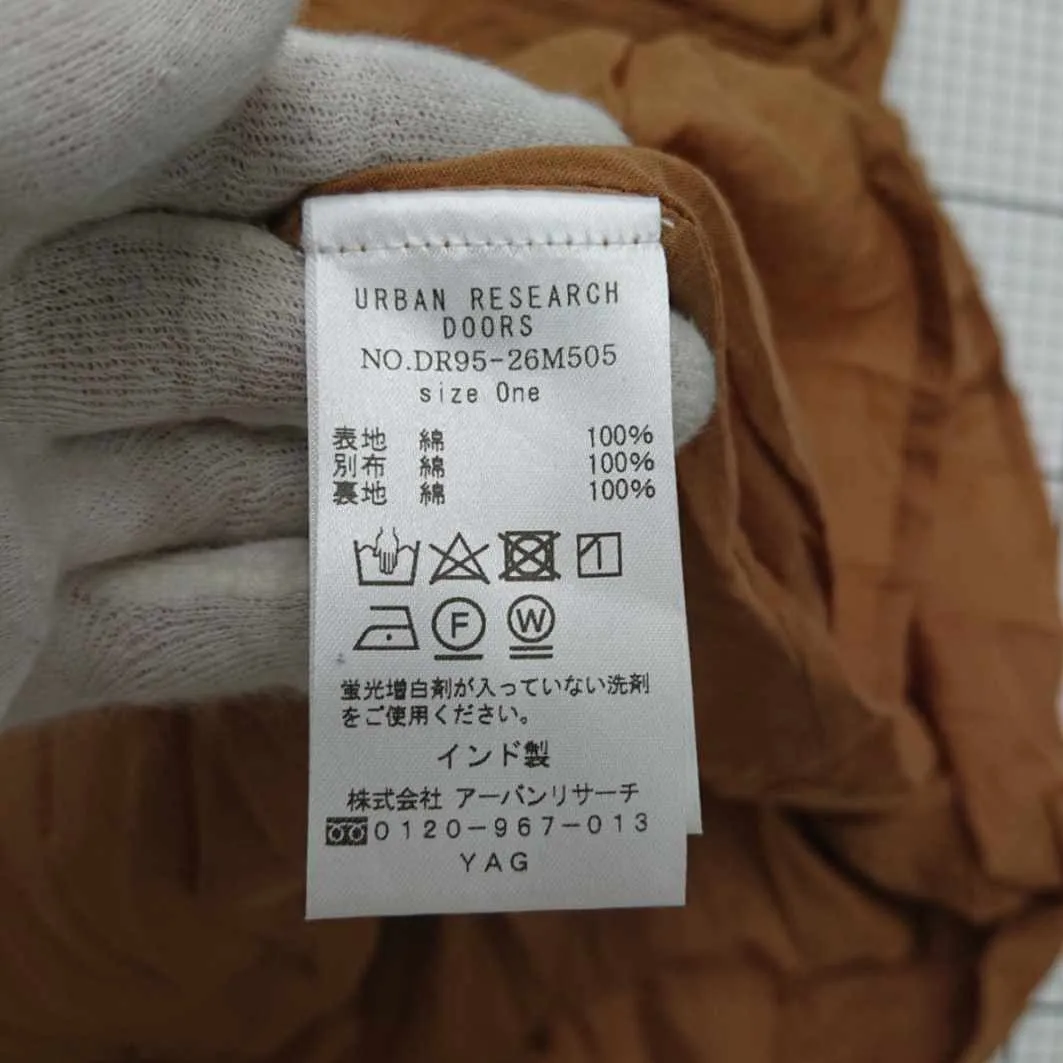 URBAN RESEARCH
DOORS
NO.DR95-26M505
size One
表地 綿 100%
別布 綿 100%
裏地 綿 100%
F W
蛍光増白剤が入っていない洗剤
をご使用ください。
インド製
株式会社 アーバンリサーチ
0120-967-013
YAG